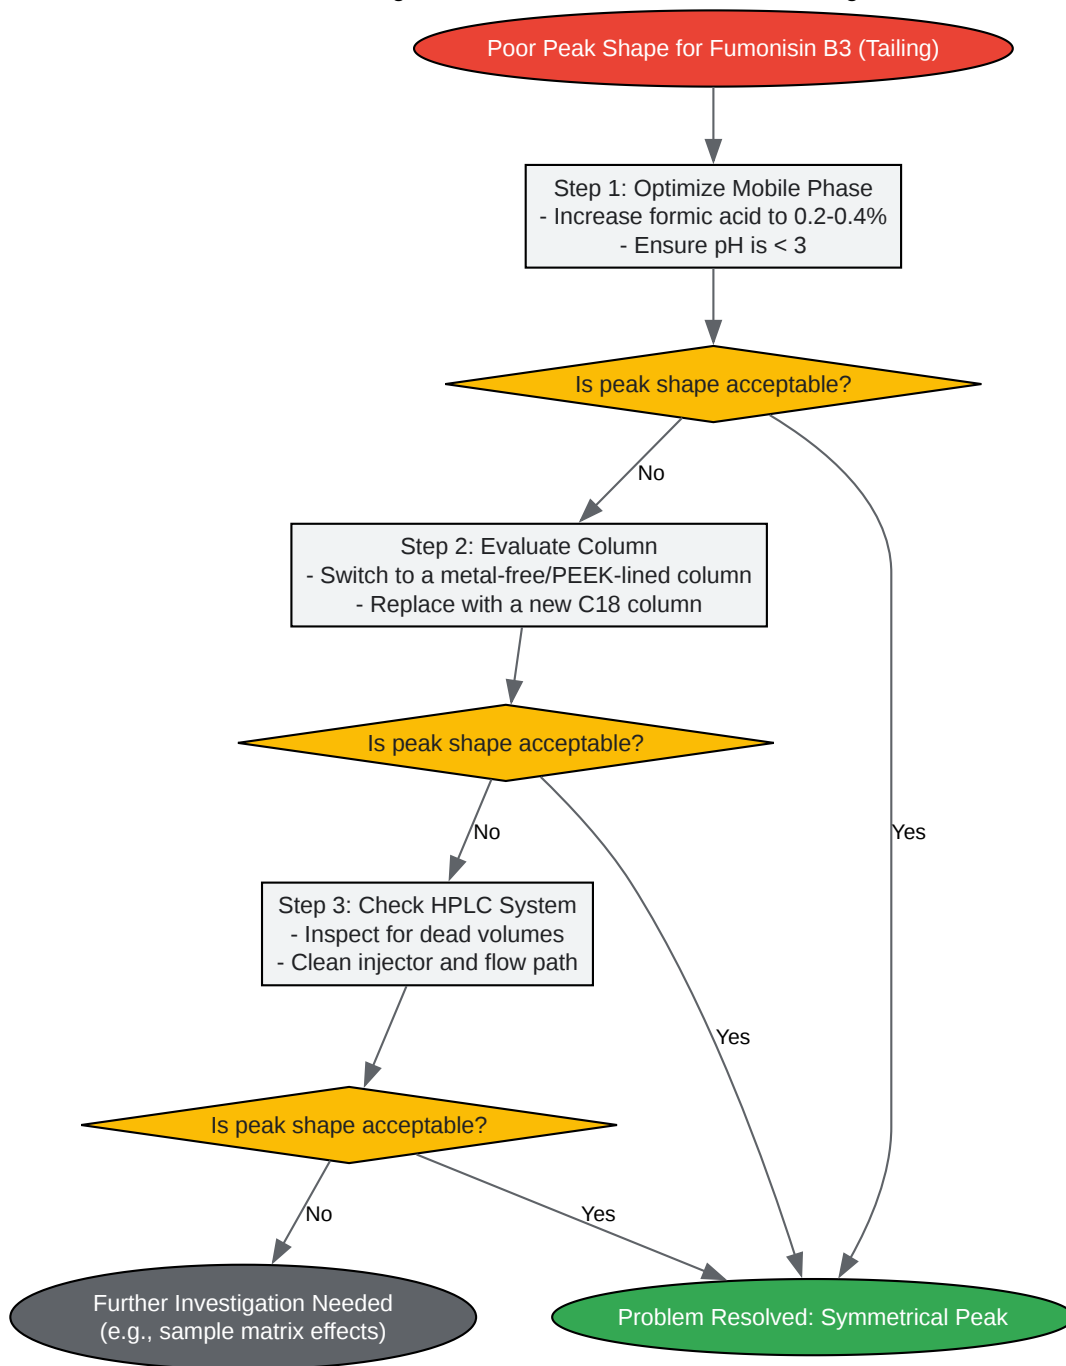 Poor Peak Shape for Fumonisin B3 (Tailing)
Step 1: Optimize Mobile Phase
- Increase formic acid to 0.2-0.4%
- Ensure pH is < 3
Is peak shape acceptable?
No
Step 2: Evaluate Column
- Switch to a metal-free/PEEK-lined column
- Replace with a new C18 column
Is peak shape acceptable?
No
Yes
Step 3: Check HPLC System
- Inspect for dead volumes
- Clean injector and flow path
Yes
Is peak shape acceptable?
No
Yes
Further Investigation Needed
(e.g., sample matrix effects)
Problem Resolved: Symmetrical Peak